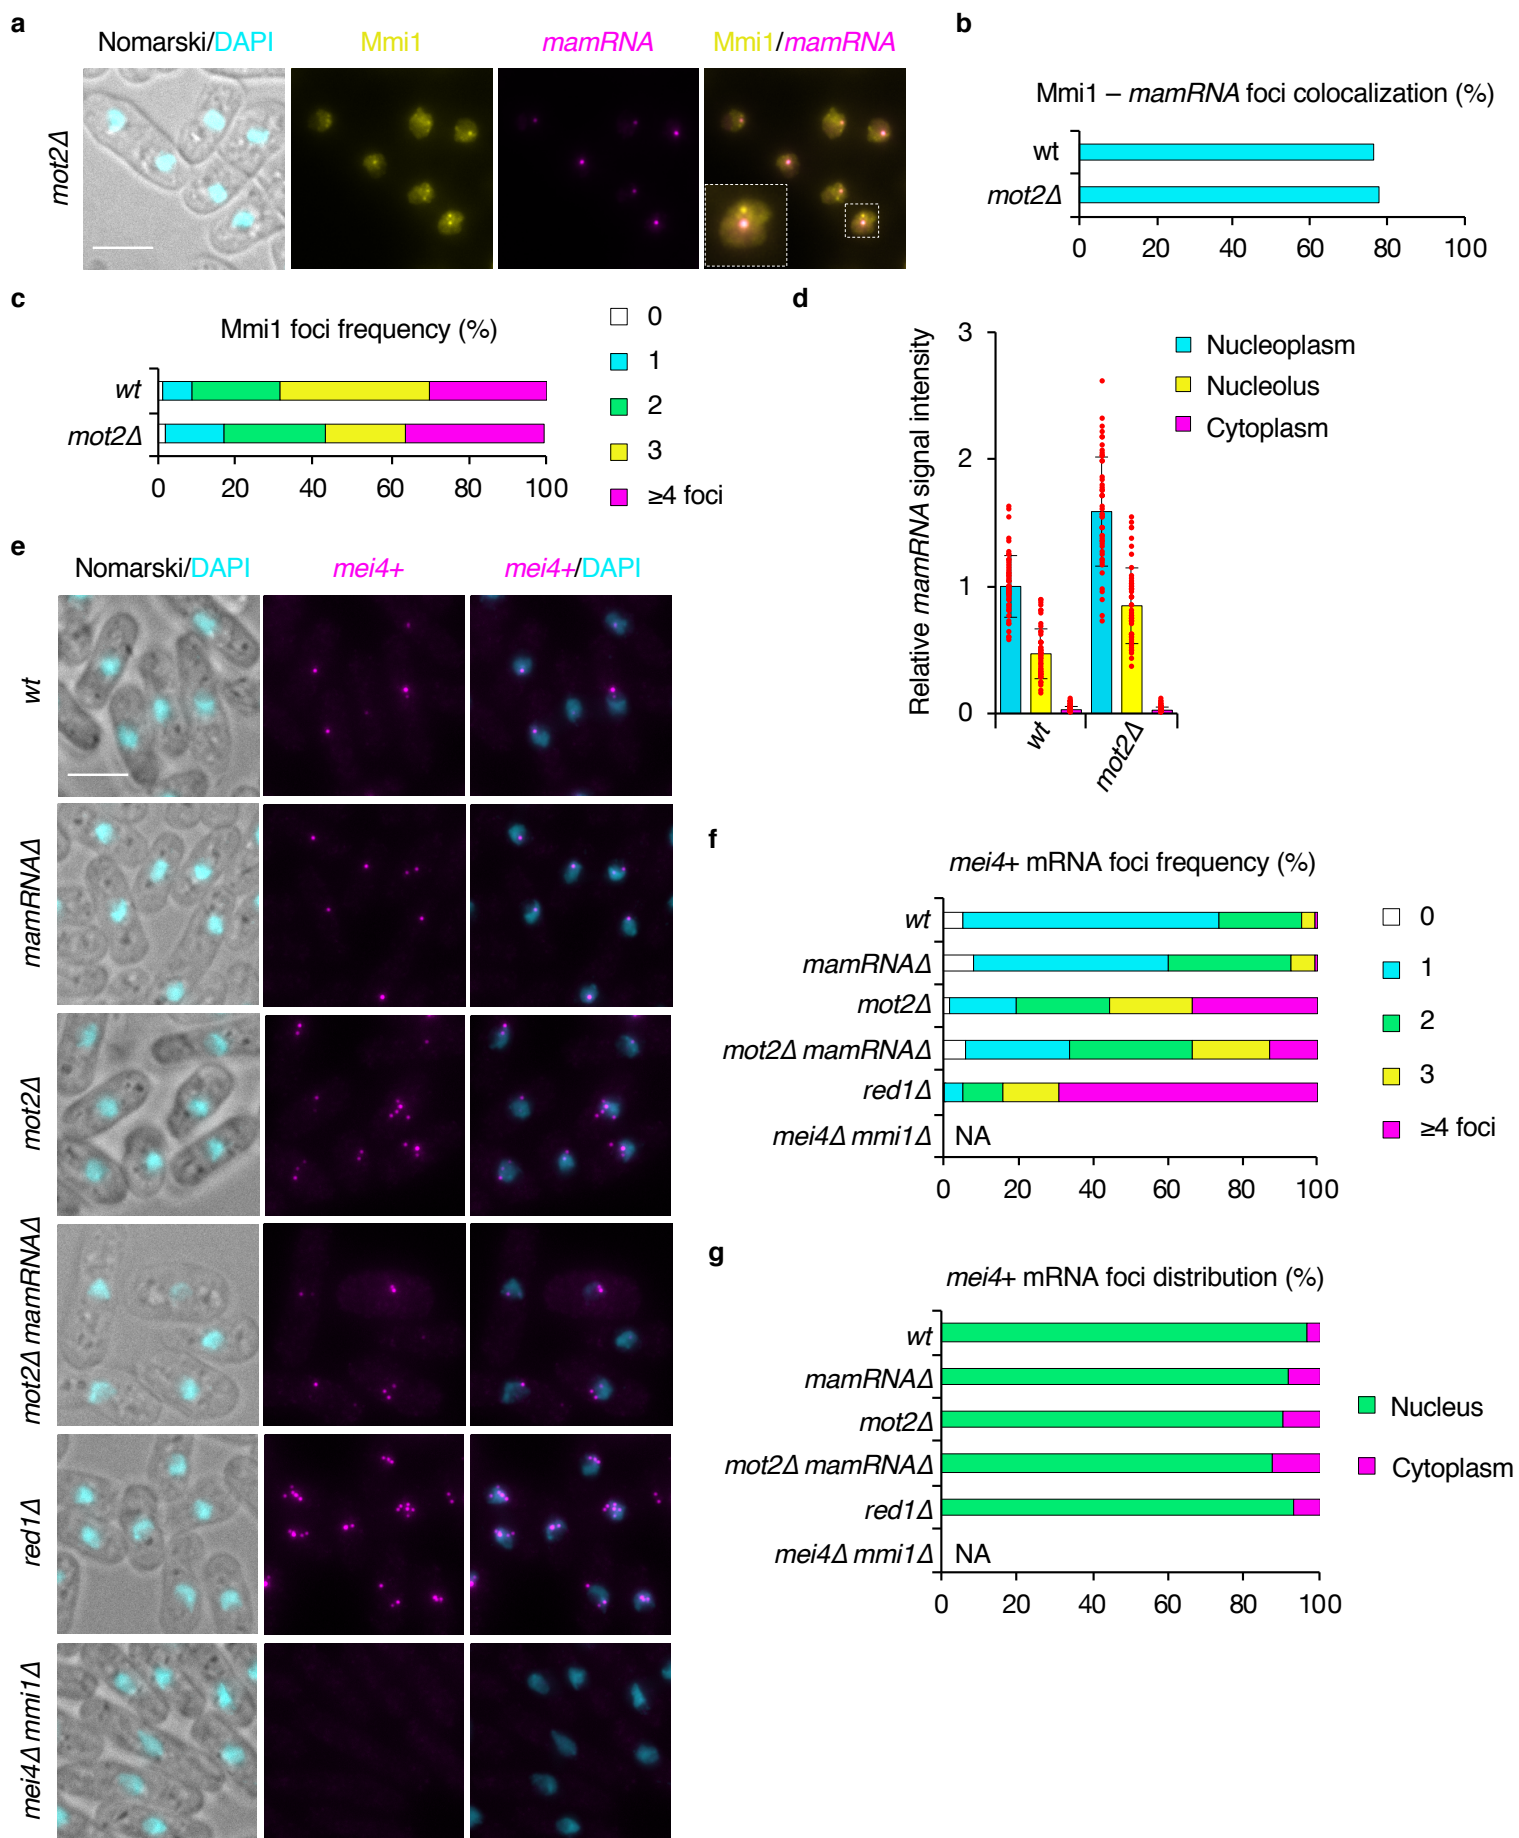 a
Nomarski/DAPI
Mmi1
mamRNA
Mmi1/mamRNA
mot2Δ
b
Mmi1 – mamRNA foci colocalization (%)
wt
mot2Δ
0 20 40 60 80 100
c
Mmi1 foci frequency (%)
wt
mot2Δ
0 20 40 60 80 100
0
1
2
3
≥4 foci
d
Relative mamRNA signal intensity
3
2
1
0
wt
mot2Δ
Nucleoplasm
Nucleolus
Cytoplasm
e
Nomarski/DAPI
mei4+
mei4+/DAPI
wt
mamRNAΔ
mot2Δ
mot2Δ mamRNAΔ
red1Δ
mei4Δ mmi1Δ
f
mei4+ mRNA foci frequency (%)
wt
mamRNAΔ
mot2Δ
mot2Δ mamRNAΔ
red1Δ
mei4Δ mmi1Δ NA
0 20 40 60 80 100
0
1
2
3
≥4 foci
g
mei4+ mRNA foci distribution (%)
wt
mamRNAΔ
mot2Δ
mot2Δ mamRNAΔ
red1Δ
mei4Δ mmi1Δ NA
0 20 40 60 80 100
Nucleus
Cytoplasm